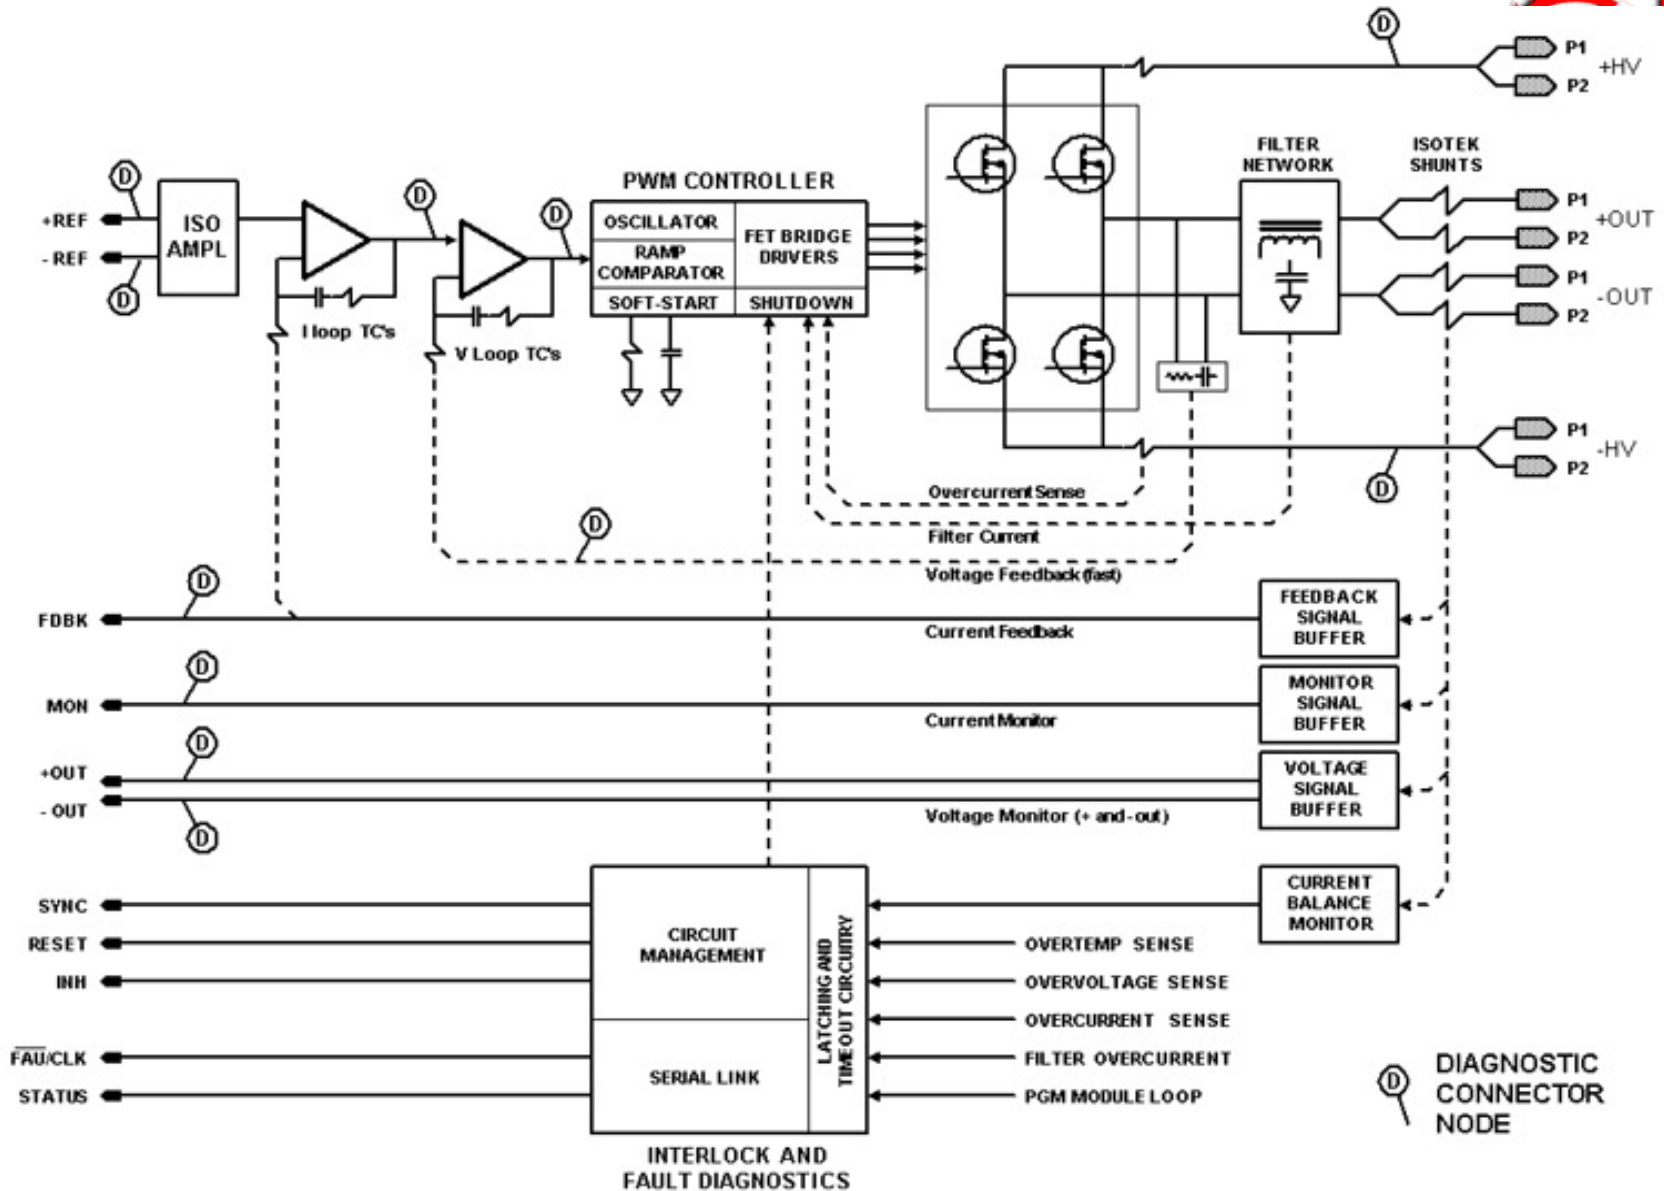 D
P1
+HV
P2
FILTER
NETWORK
ISOTEK
SHUNTS
D
D
D
PWM CONTROLLER
+REF
- REF
ISO
AMPL
D
OSCILLATOR
RAMP
COMPARATOR
SOFT-START
FET BRIDGE
DRIVERS
SHUTDOWN
P1
+OUT
P2
P1
-OUT
P2
I loop TC's
V Loop TC's
P1
-HV
P2
D
Overcurrent Sense
D
Filter Current
Voltage Feedback (fast)
D
FDBK
Current Feedback
FEEDBACK
SIGNAL
BUFFER
D
MON
Current Monitor
MONITOR
SIGNAL
BUFFER
D
+OUT
- OUT
D
Voltage Monitor (+ and -out)
VOLTAGE
SIGNAL
BUFFER
SYNC
RESET
INH
FAU/CLK
STATUS
CIRCUIT
MANAGEMENT
SERIAL LINK
LATCHING AND
TIMEOUT CIRCUITRY
CURRENT
BALANCE
MONITOR
OVERTEMP SENSE
OVERVOLTAGE SENSE
OVERCURRENT SENSE
FILTER OVERCURRENT
PGM MODULE LOOP
INTERLOCK AND
FAULT DIAGNOSTICS
D
DIAGNOSTIC
CONNECTOR
NODE